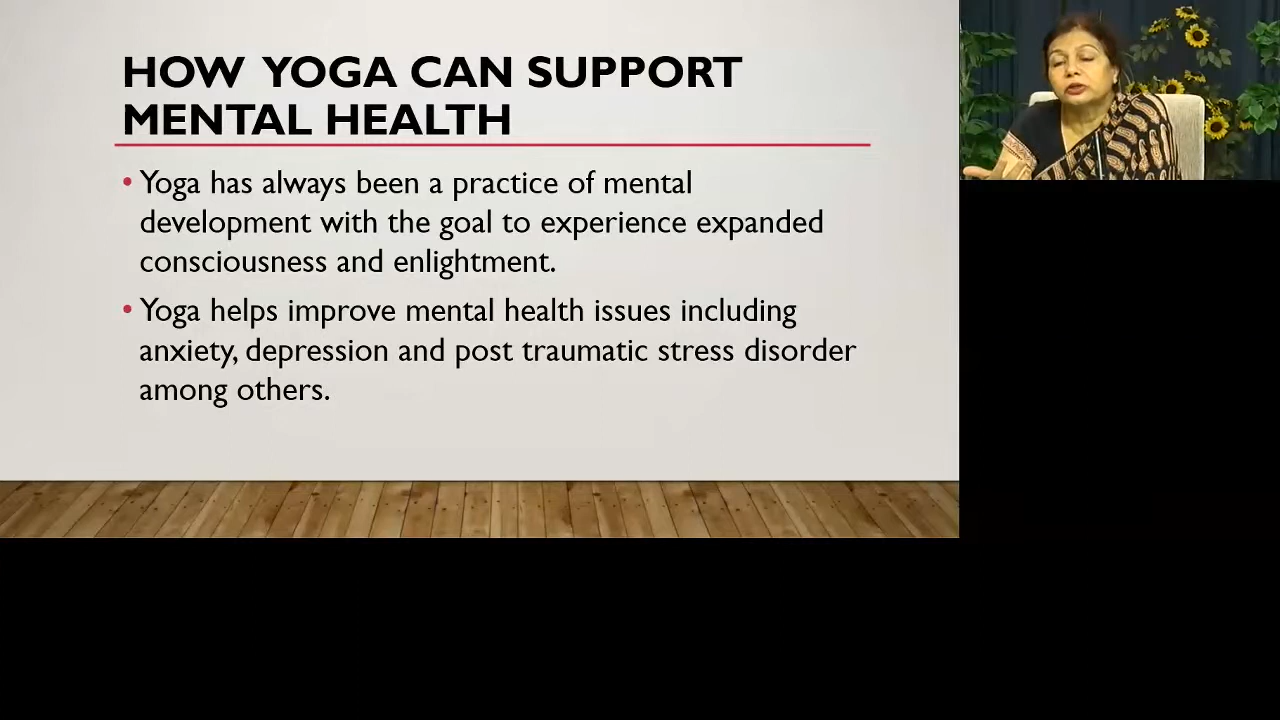 HOW YOGA CAN SUPPORT
MENTAL HEALTH
• Yoga has always been a practice of mental
development with the goal to experience expanded
consciousness and enlightment.
• Yoga helps improve mental health issues including
anxiety, depression and post traumatic stress disorder
among others.